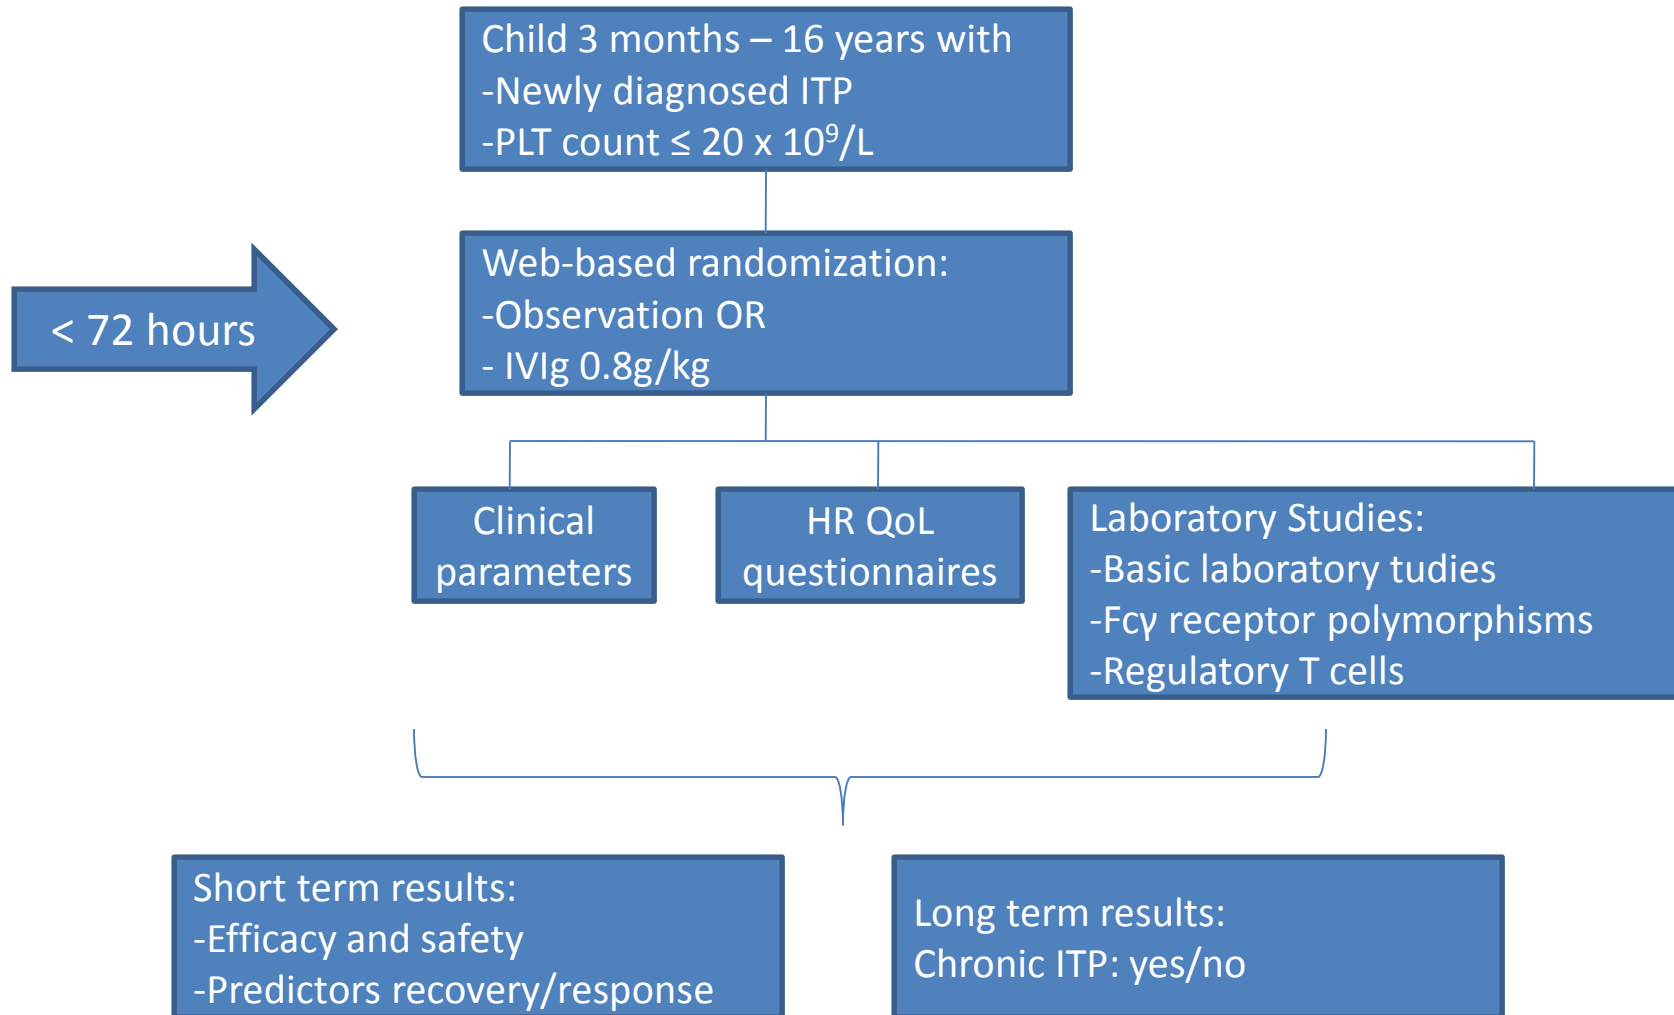 Child 3 months – 16 years with
-Newly diagnosed ITP
-PLT count ≤ 20 x 10⁹/L
< 72 hours
Web-based randomization:
-Observation OR
- IVIg 0.8g/kg
Clinical
parameters
HR QoL
questionnaires
Laboratory Studies:
-Basic laboratory tudies
-Fcγ receptor polymorphisms
-Regulatory T cells
Short term results:
-Efficacy and safety
-Predictors recovery/response
Long term results:
Chronic ITP: yes/no